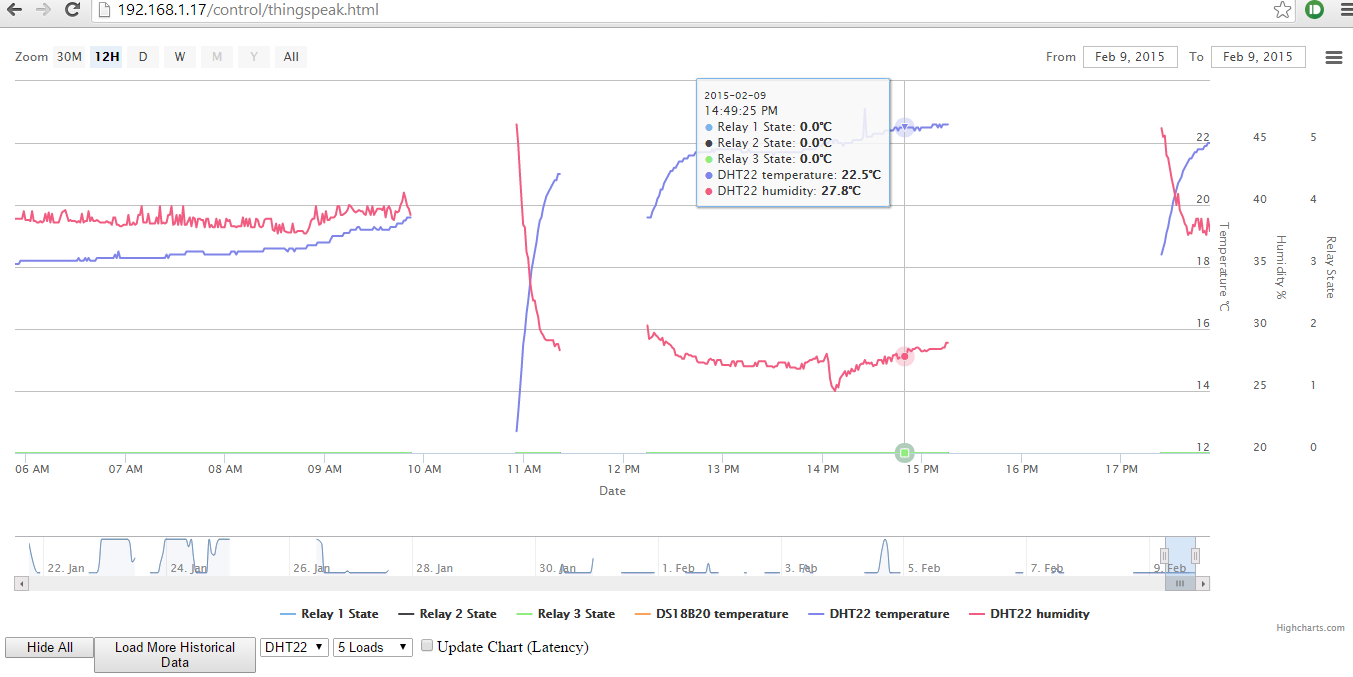 192.168.1.17/control/thingspeak.html
Zoom 30M 12H D W M Y All From Feb 9, 2015 To Feb 9, 2015
2015-02-09
14:49:25 PM
Relay 1 State: 0.0℃
Relay 2 State: 0.0℃
Relay 3 State: 0.0℃
DHT22 temperature: 22.5℃
DHT22 humidity: 27.8℃
22 45 5
20 40 4
18 35 3
16 30 2
14 25 1
12 20 0
Temperature ℃
Humidity %
Relay State
06 AM 07 AM 08 AM 09 AM 10 AM 11 AM 12 PM 13 PM 14 PM 15 PM 16 PM 17 PM
Date
22. Jan 24. Jan 26. Jan 28. Jan 30. Jan 1. Feb 3. Feb 5. Feb 7. Feb 9. Feb
Relay 1 State Relay 2 State Relay 3 State DS18B20 temperature DHT22 temperature DHT22 humidity
Highcharts.com
Hide All Load More Historical DHT22 5 Loads Update Chart (Latency)
Data